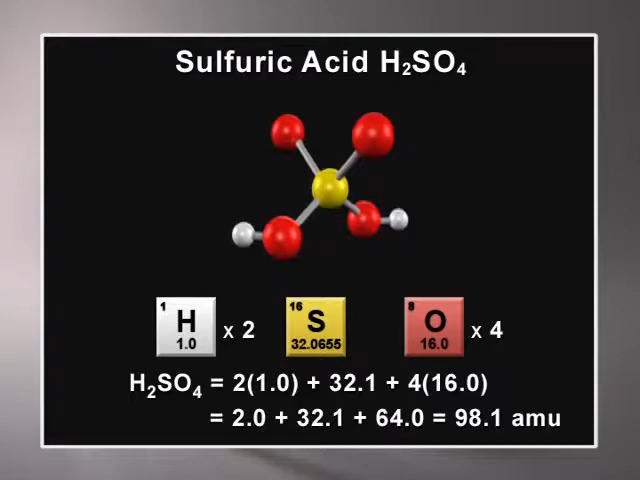 Sulfuric Acid H₂SO₄
1 H 1.0 x 2
16 S 32.0655
8 O 16.0 x 4
H₂SO₄ = 2(1.0) + 32.1 + 4(16.0)
= 2.0 + 32.1 + 64.0 = 98.1 amu